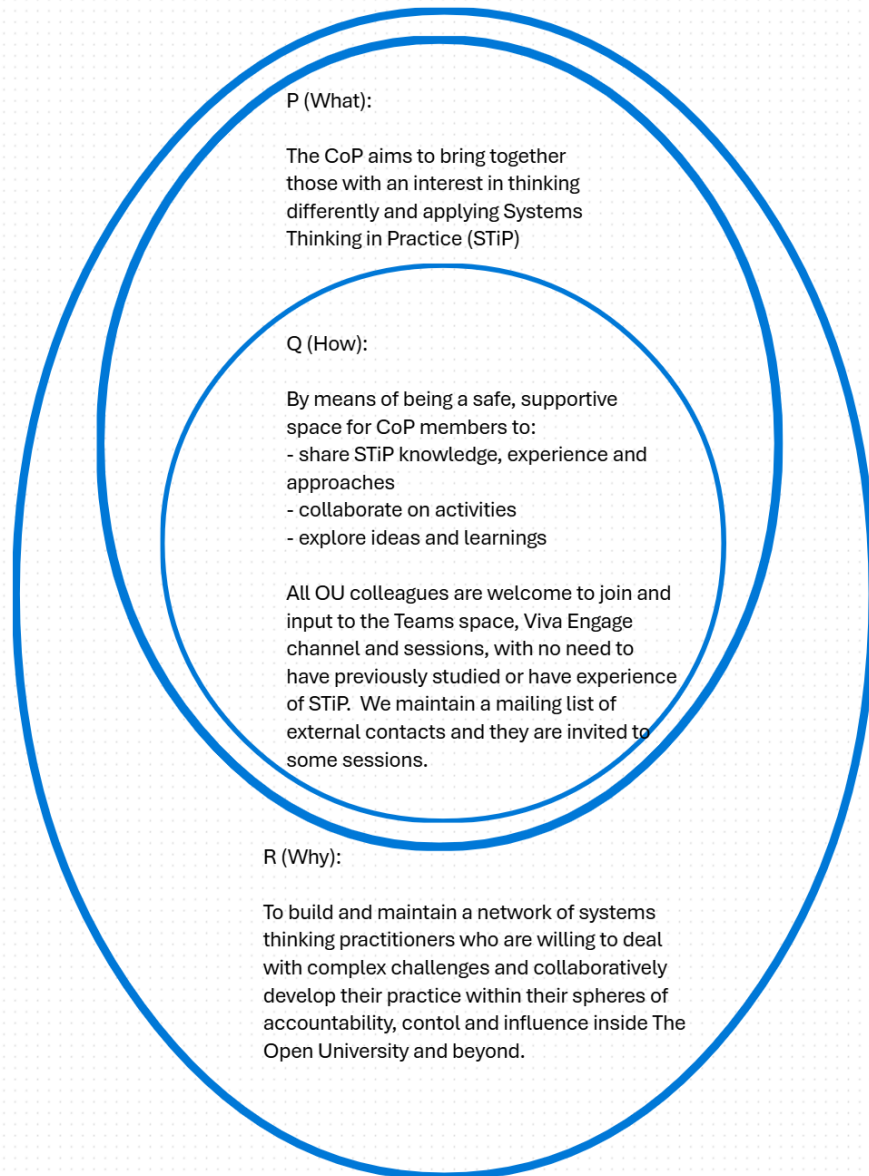 P (What):
The CoP aims to bring together
those with an interest in thinking
differently and applying Systems
Thinking in Practice (STiP)
Q (How):
By means of being a safe, supportive
space for CoP members to:
- share STiP knowledge, experience and
approaches
- collaborate on activities
- explore ideas and learnings
All OU colleagues are welcome to join and
input to the Teams space, Viva Engage
channel and sessions, with no need to
have previously studied or have experience
of STiP.  We maintain a mailing list of
external contacts and they are invited to
some sessions.
R (Why):
To build and maintain a network of systems
thinking practitioners who are willing to deal
with complex challenges and collaboratively
develop their practice within their spheres of
accountability, contol and influence inside The
Open University and beyond.